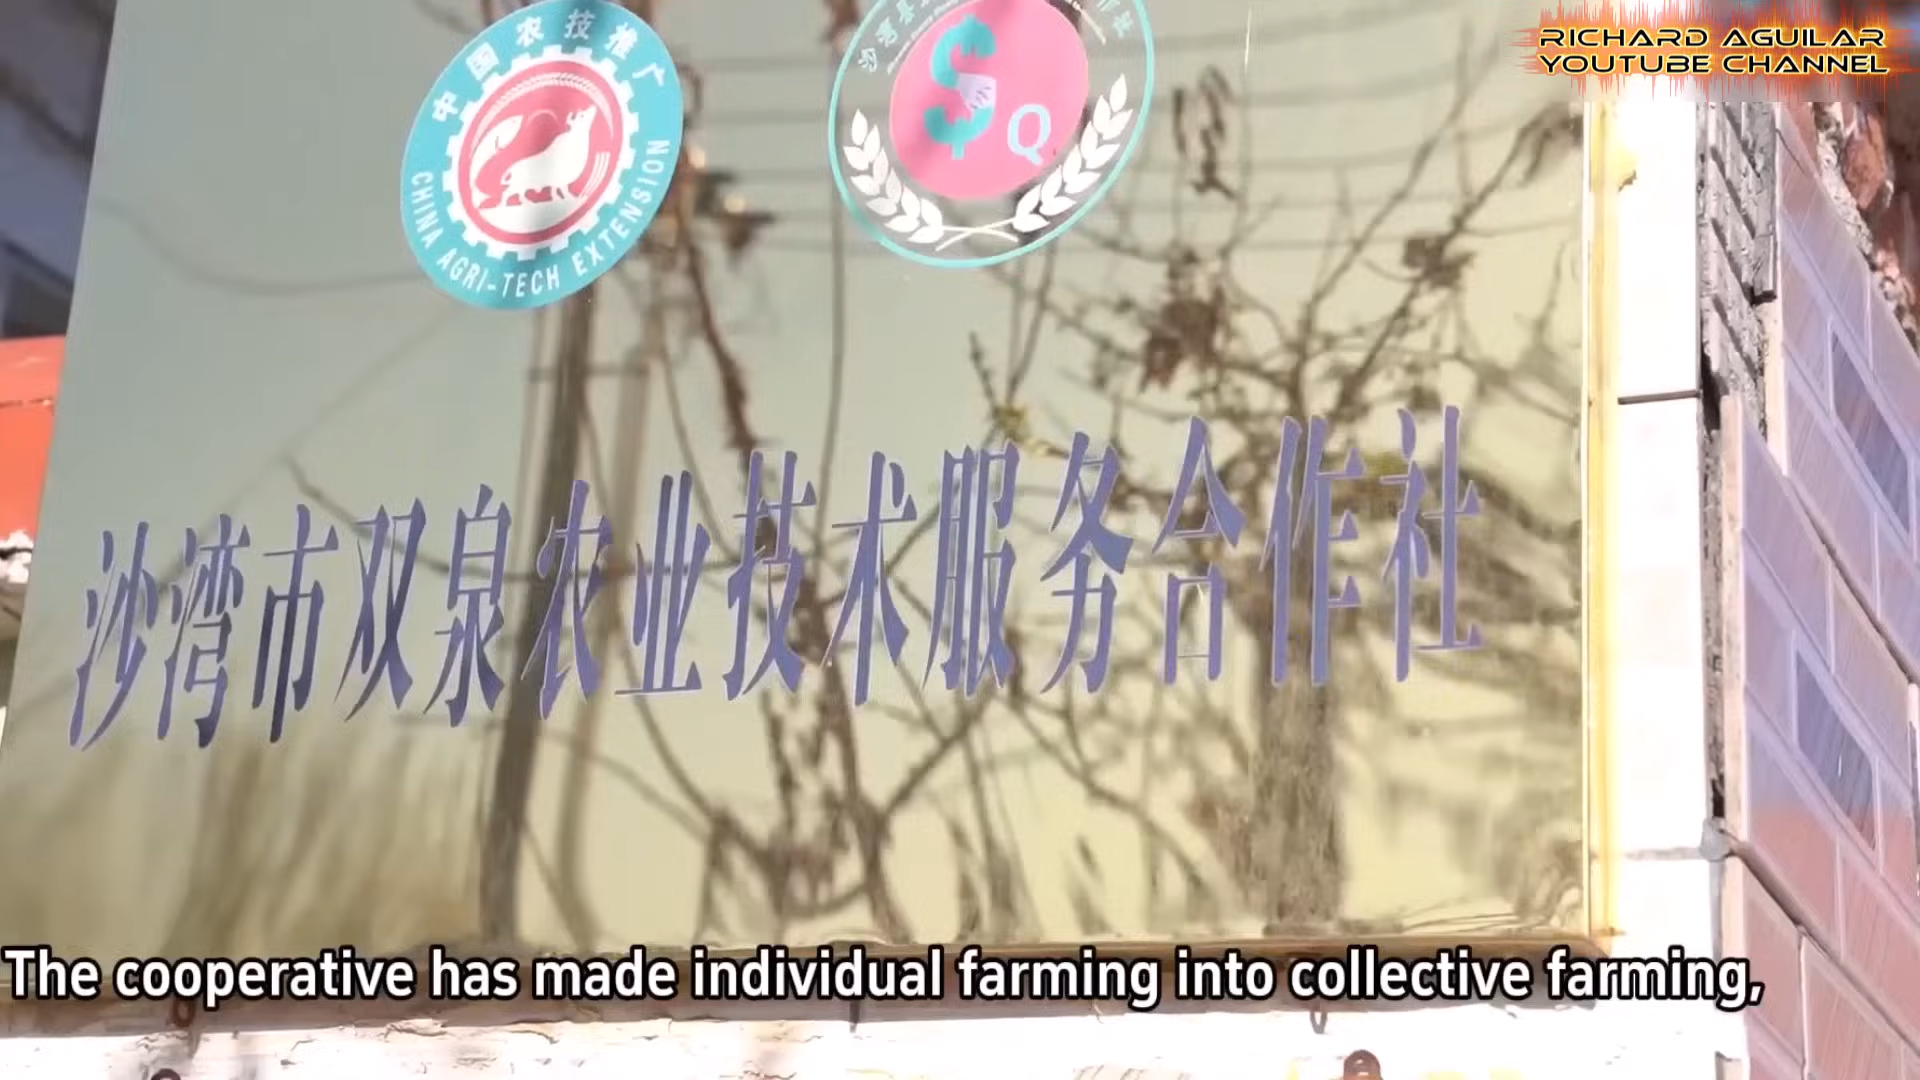 RICHARD AGUILAR
YOUTUBE CHANNEL
中国农技推广
CHINA AGRI-TECH EXTENSION
SQ
沙湾市双泉农业技术服务合作社
The cooperative has made individual farming into collective farming,